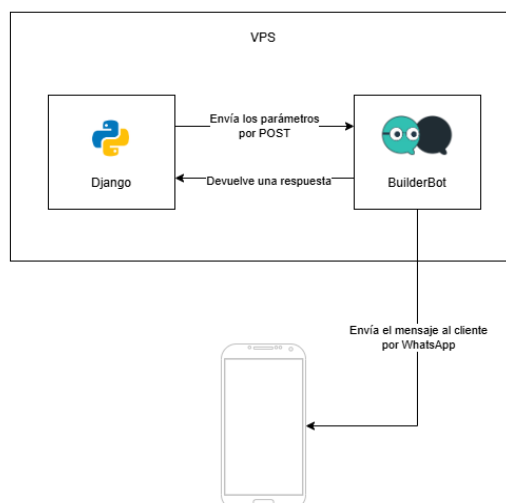 VPS
Envía los parámetros
por POST
Devuelve una respuesta
Django
BuilderBot
Envía el mensaje al cliente
por WhatsApp